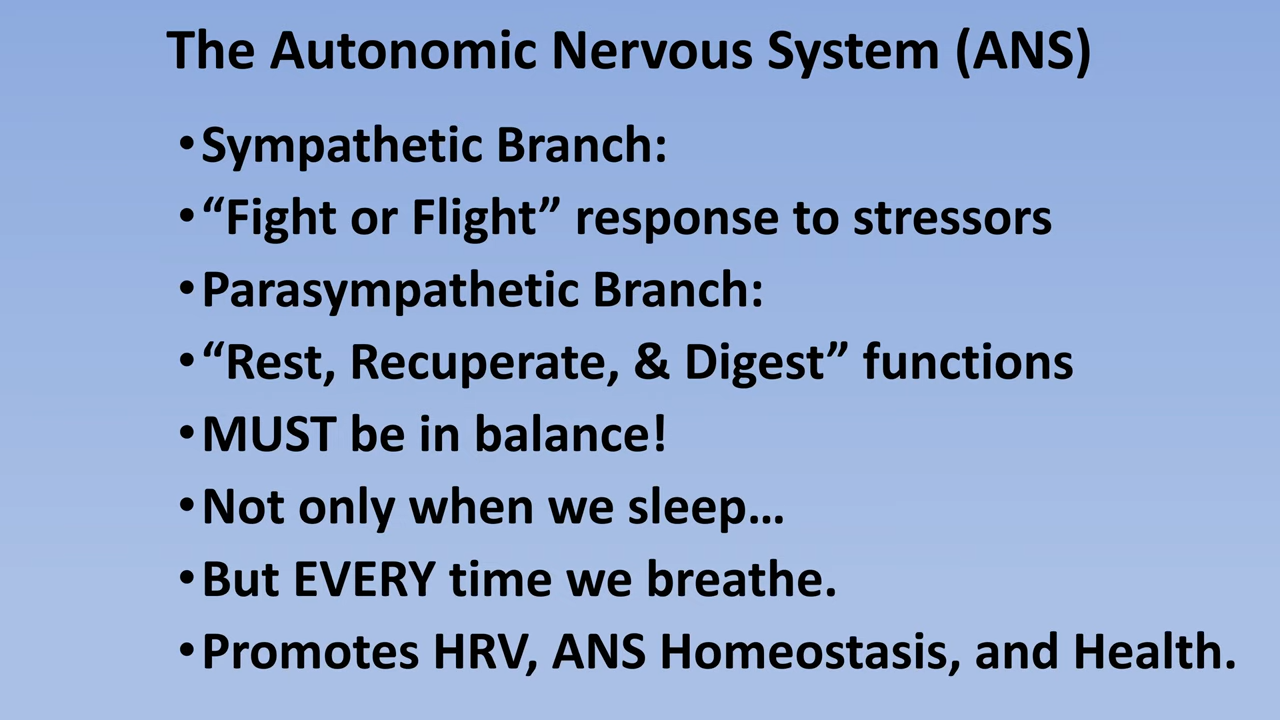 The Autonomic Nervous System (ANS)
•Sympathetic Branch:
•“Fight or Flight” response to stressors
•Parasympathetic Branch:
•“Rest, Recuperate, & Digest” functions
•MUST be in balance!
•Not only when we sleep…
•But EVERY time we breathe.
•Promotes HRV, ANS Homeostasis, and Health.